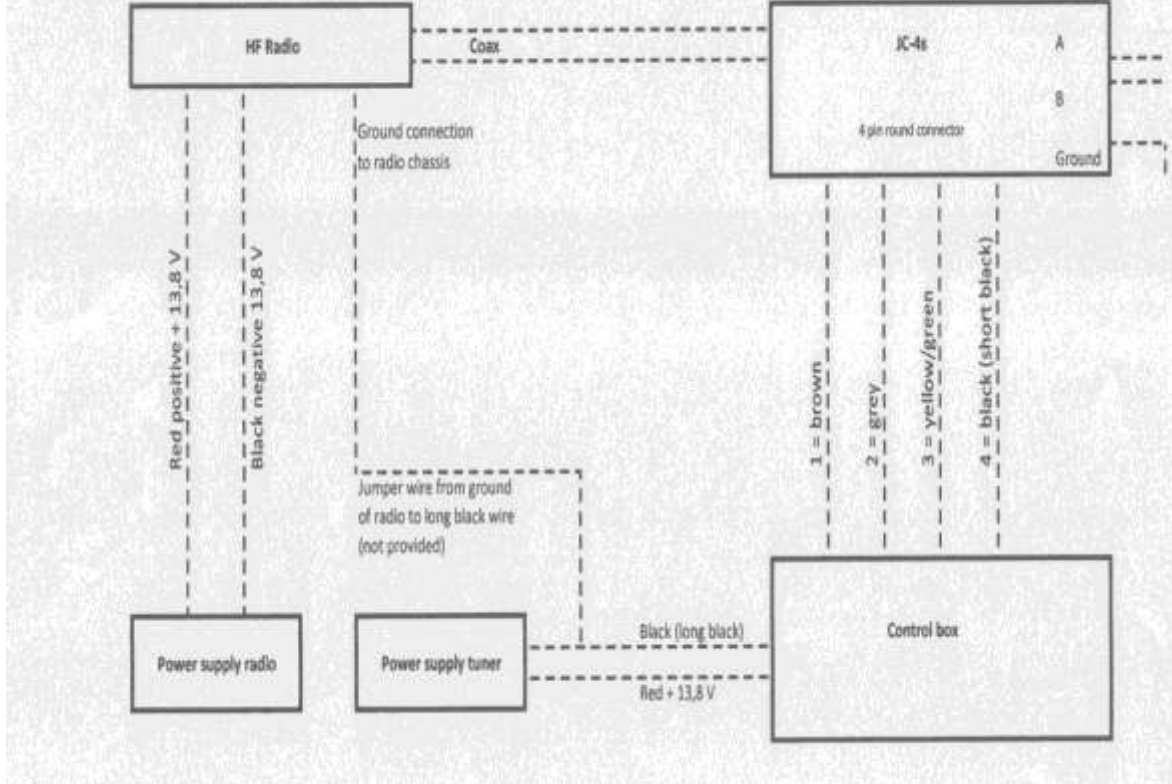 HF Radio
Coax
JC-4s
A
B
4 pin round connector
Ground
Ground connection
to radio chassis
Red positive + 13,8 V
Black negative 13,8 V
1 = brown
2 = grey
3 = yellow/green
4 = black (short black)
Jumper wire from ground
of radio to long black wire
(not provided)
Power supply radio
Power supply tuner
Black (long black)
Red + 13,8 V
Control box